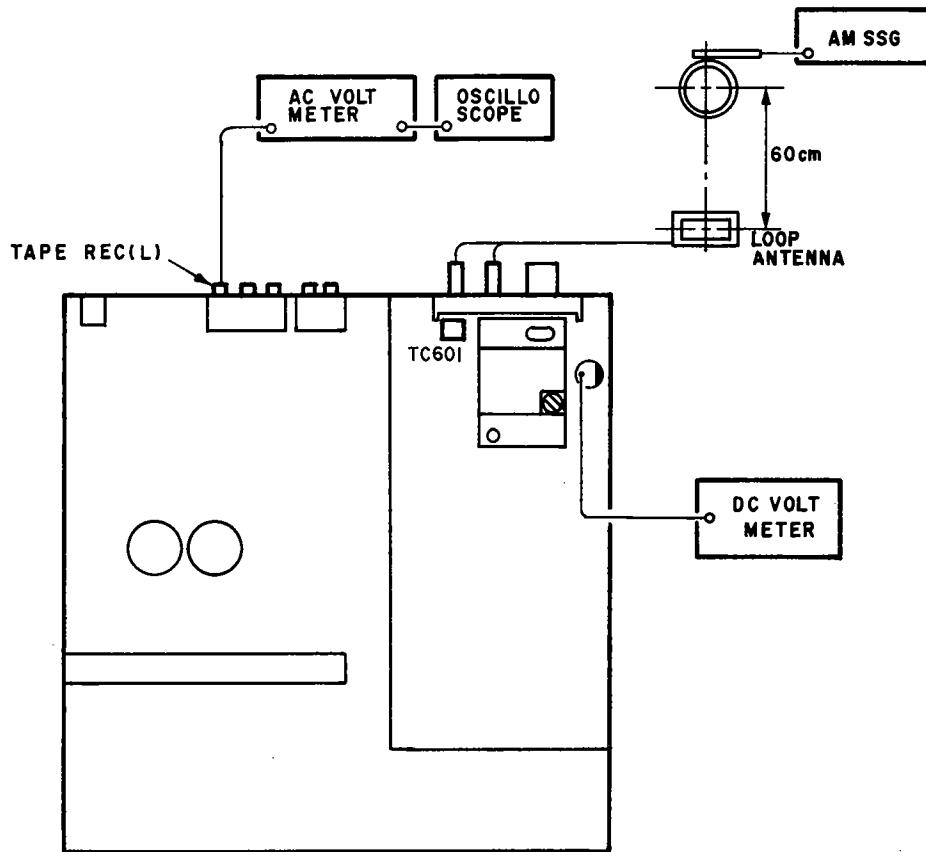 AM SSG
AC VOLT
METER
OSCILLO
SCOPE
60cm
TAPE REC(L)
LOOP
ANTENNA
TC601
DC VOLT
METER